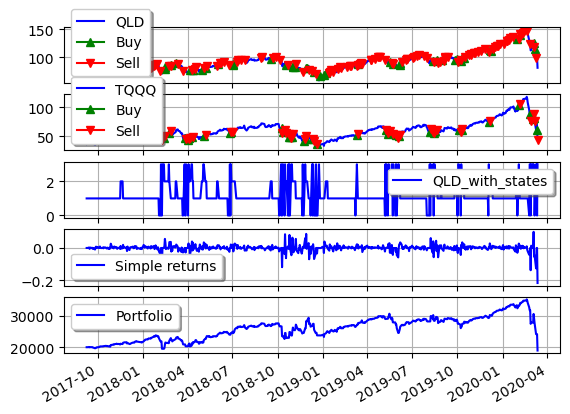 QLD
Buy
Sell
150
100
TQQQ
Buy
Sell
100
50
QLD_with_states
2
0
Simple returns
0.0
−0.2
Portfolio
30000
20000
2017-10
2018-01
2018-04
2018-07
2018-10
2019-01
2019-04
2019-07
2019-10
2020-01
2020-04